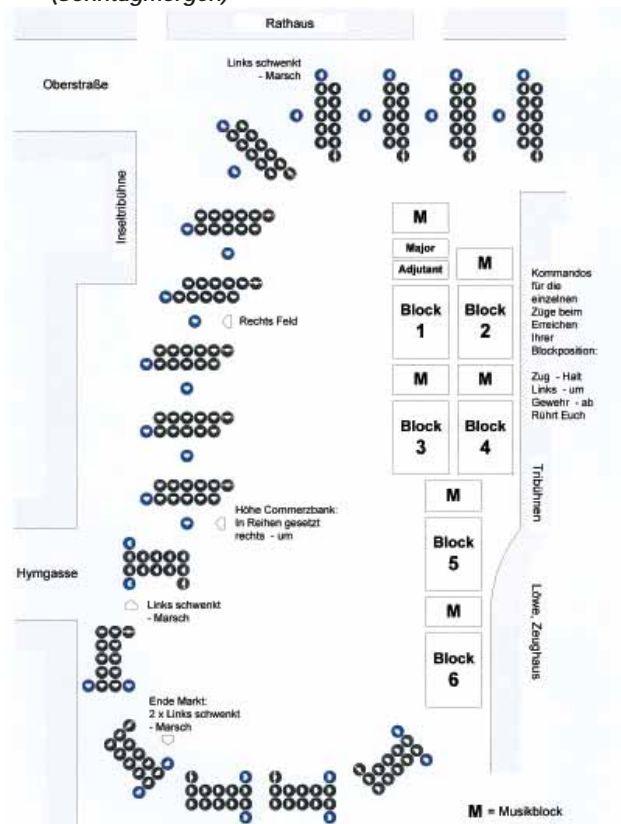 (Sonntagmorgen)
Rathaus
Oberstraße
Links schwenkt
- Marsch
Inseltribühne
M
Major
Adjutant
M
Block
1
Block
2
Kommandos
für die
einzelnen
Züge beim
Erreichen
Ihrer
Blockposition:
Zug - Halt
Links - um
Gewehr - ab
Rührt Euch
Rechts Feld
M
M
Block
3
Block
4
Tribühnen
M
Höhe Commerzbank:
In Reihen gesetzt
rechts - um
Block
5
Hymgasse
Links schwenkt
- Marsch
Löwe, Zeughaus
M
Block
6
Ende Markt:
2 x Links schwenkt
- Marsch
M = Musikblock